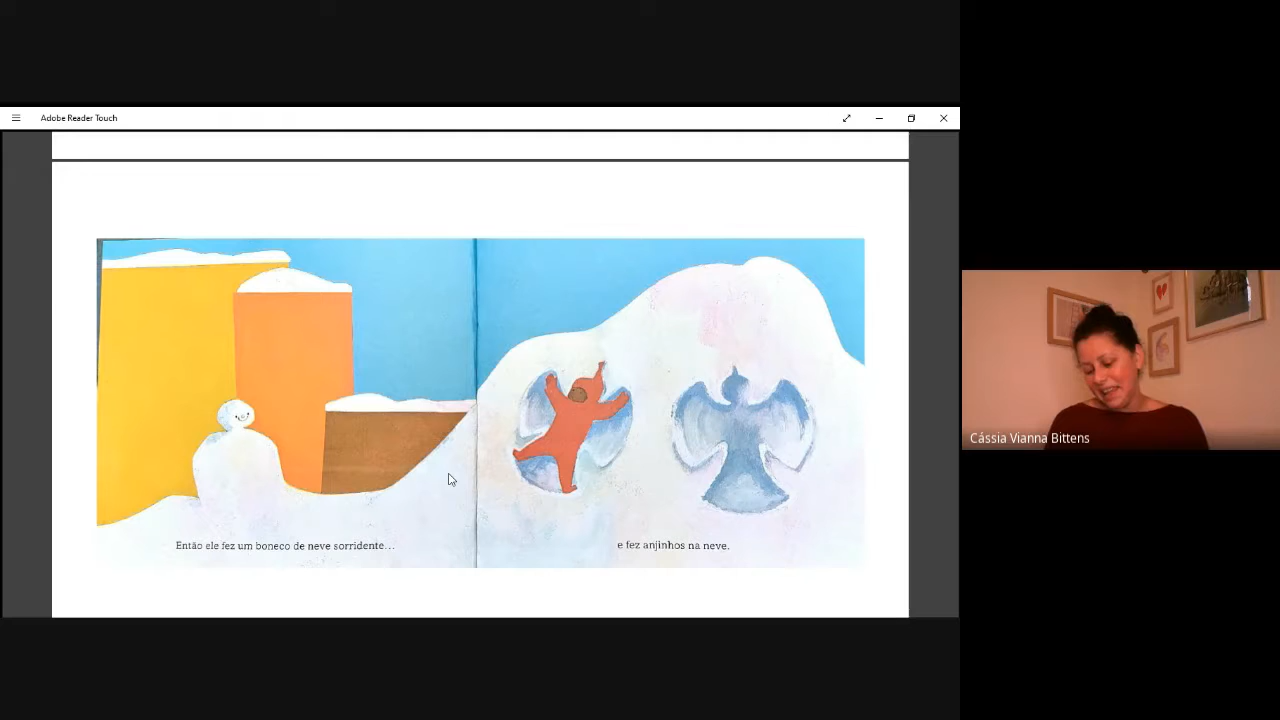 Adobe Reader Touch
Então ele fez um boneco de neve sorridente...
e fez anjinhos na neve.
Cássia Vianna Bittens